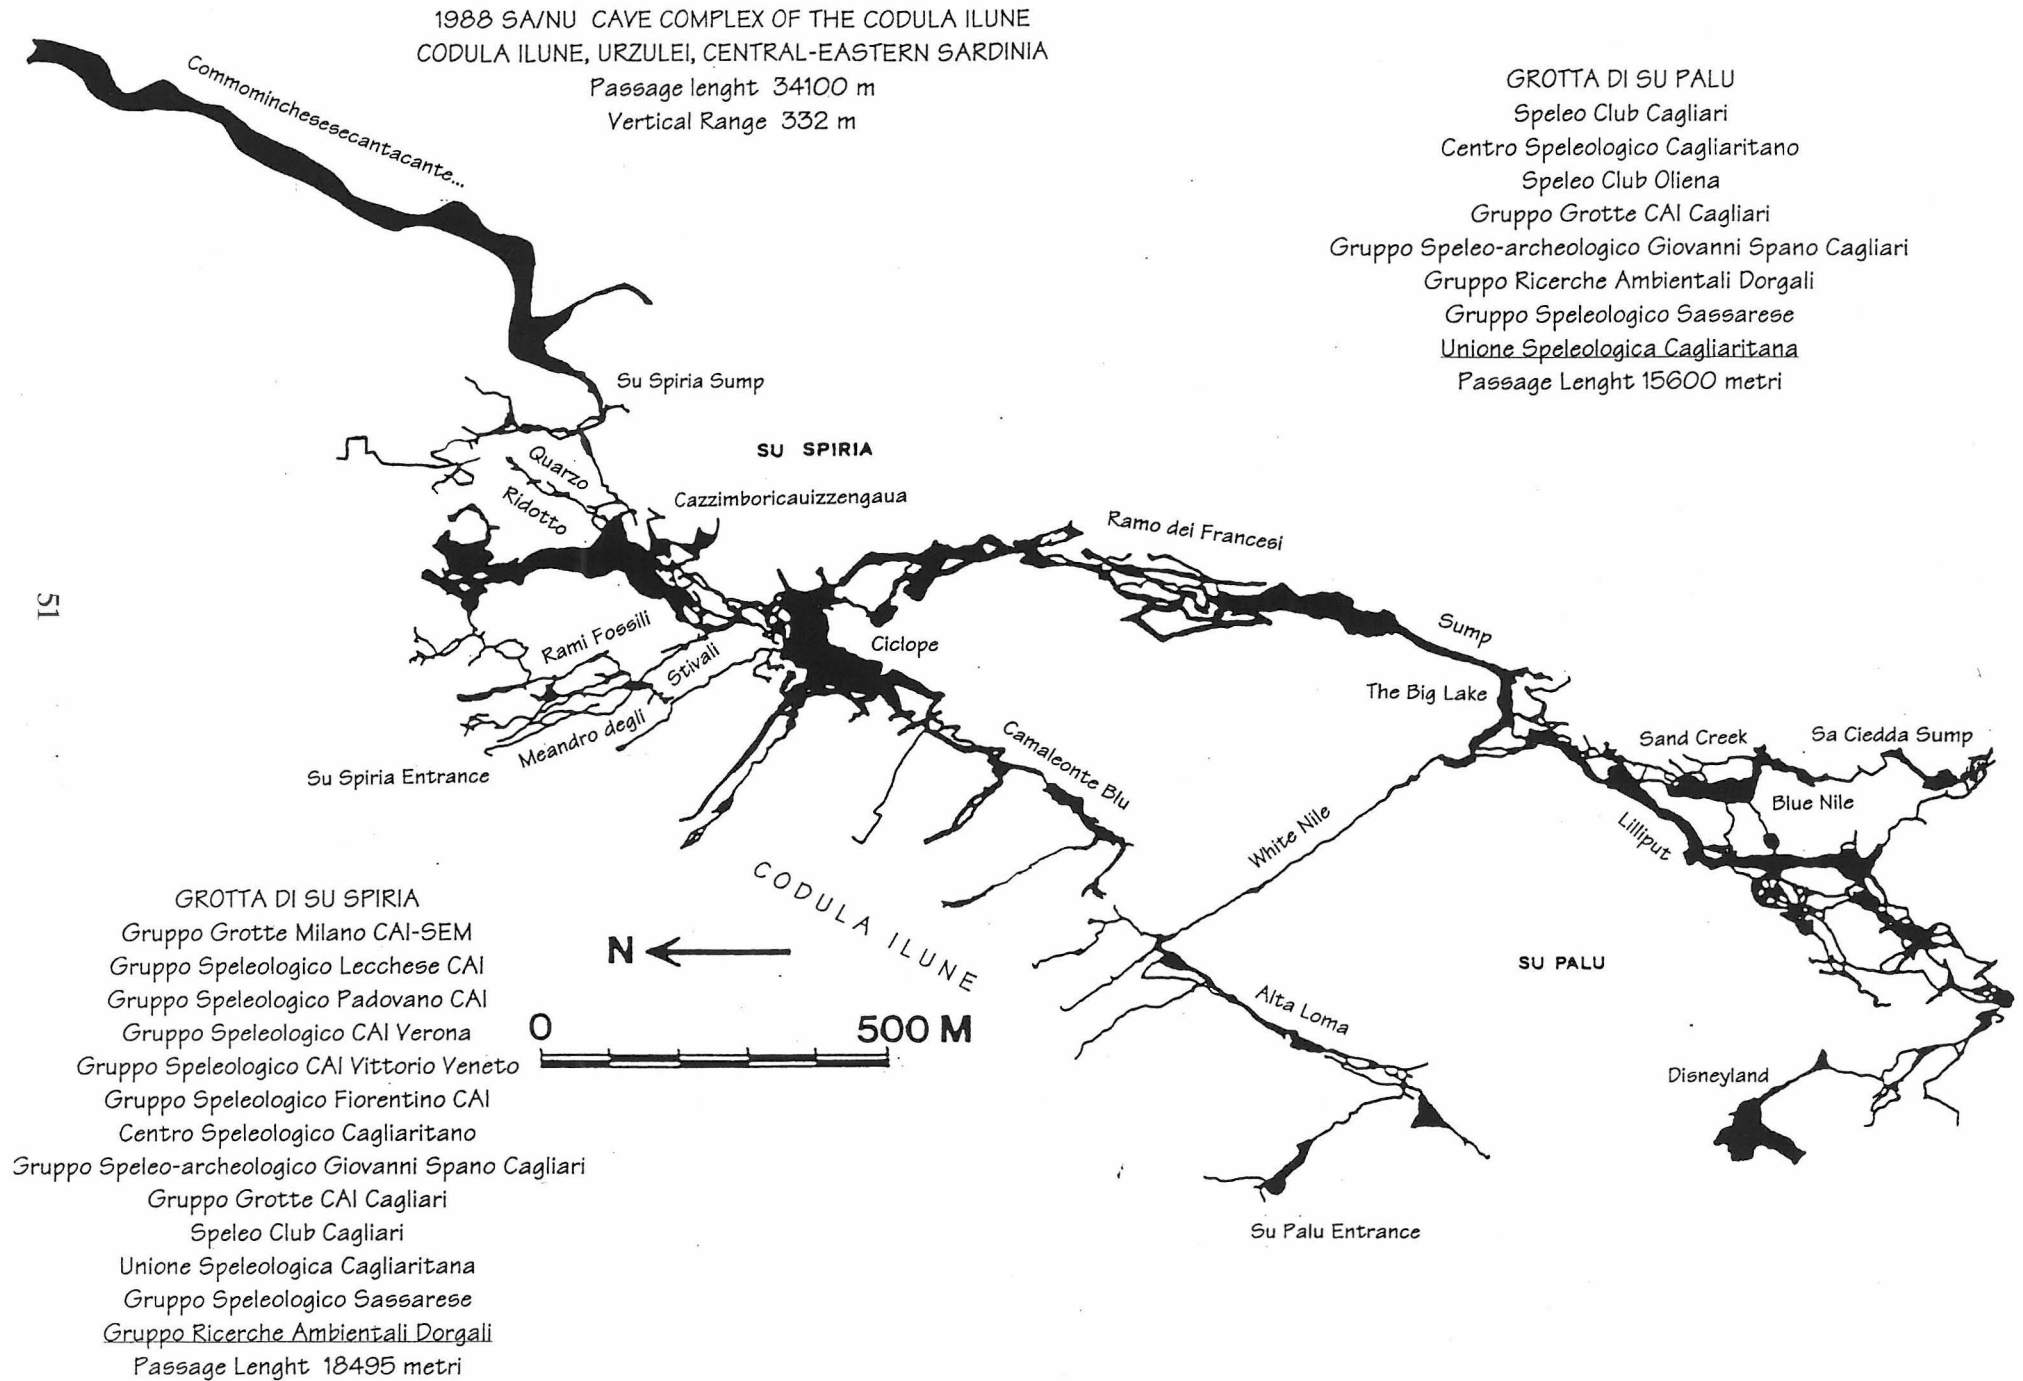 1988 SA/NU CAVE COMPLEX OF THE CODULA ILUNE
CODULA ILUNE, URZULEI, CENTRAL-EASTERN SARDINIA
Passage lenght 34100 m
Vertical Range 332 m
GROTTA DI SU PALU
Speleo Club Cagliari
Centro Speleologico Cagliaritano
Speleo Club Oliena
Gruppo Grotte CAI Cagliari
Gruppo Speleo-archeologico Giovanni Spano Cagliari
Gruppo Ricerche Ambientali Dorgali
Gruppo Speleologico Sassarese
Unione Speleologica Cagliaritana
Passage Lenght 15600 metri
Commominchesesecantacante...
Su Spiria Sump
SU SPIRIA
Quarzo
Ridotto
Cazzimboricauizzengaua
Ramo dei Francesi
51
Rami Fossili
Stivali
Meandro degli
Ciclope
Sump
The Big Lake
Su Spiria Entrance
Camaleonte Blu
Sand Creek
Sa Ciedda Sump
Blue Nile
Lilliput
White Nile
CODULA ILUNE
N
0
500 M
Alta Loma
SU PALU
Disneyland
Su Palu Entrance
GROTTA DI SU SPIRIA
Gruppo Grotte Milano CAI-SEM
Gruppo Speleologico Lecchese CAI
Gruppo Speleologico Padovano CAI
Gruppo Speleologico CAI Verona
Gruppo Speleologico CAI Vittorio Veneto
Gruppo Speleologico Fiorentino CAI
Centro Speleologico Cagliaritano
Gruppo Speleo-archeologico Giovanni Spano Cagliari
Gruppo Grotte CAI Cagliari
Speleo Club Cagliari
Unione Speleologica Cagliaritana
Gruppo Speleologico Sassarese
Gruppo Ricerche Ambientali Dorgali
Passage Lenght 18495 metri